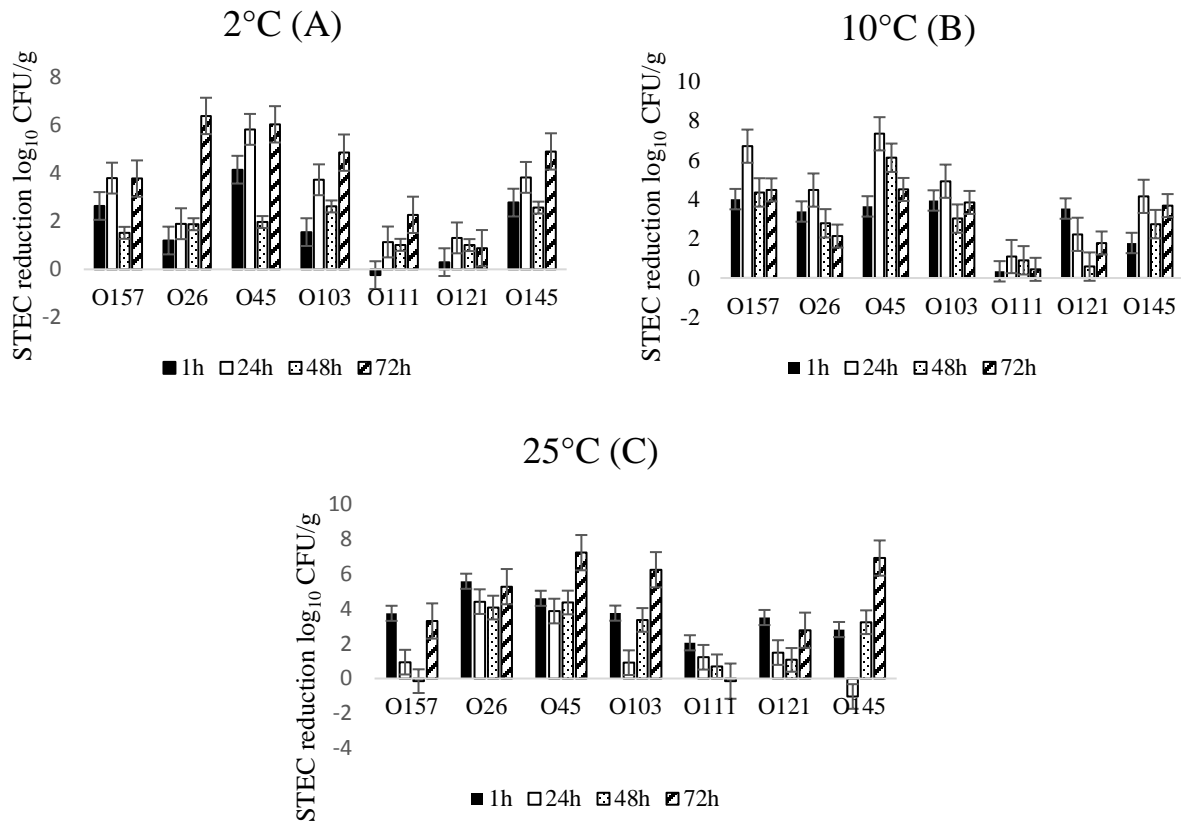 2°C (A)
STEC reduction log10 CFU/g
8
6
4
2
0
-2
O157 O26 O45 O103 O111 O121 O145
1h 24h 48h 72h
10°C (B)
STEC reduction log10 CFU/g
10
8
6
4
2
0
-2
O157 O26 O45 O103 O111 O121 O145
1h 24h 48h 72h
25°C (C)
STEC reduction log10 CFU/g
10
8
6
4
2
0
-2
-4
O157 O26 O45 O103 O111 O121 O145
1h 24h 48h 72h